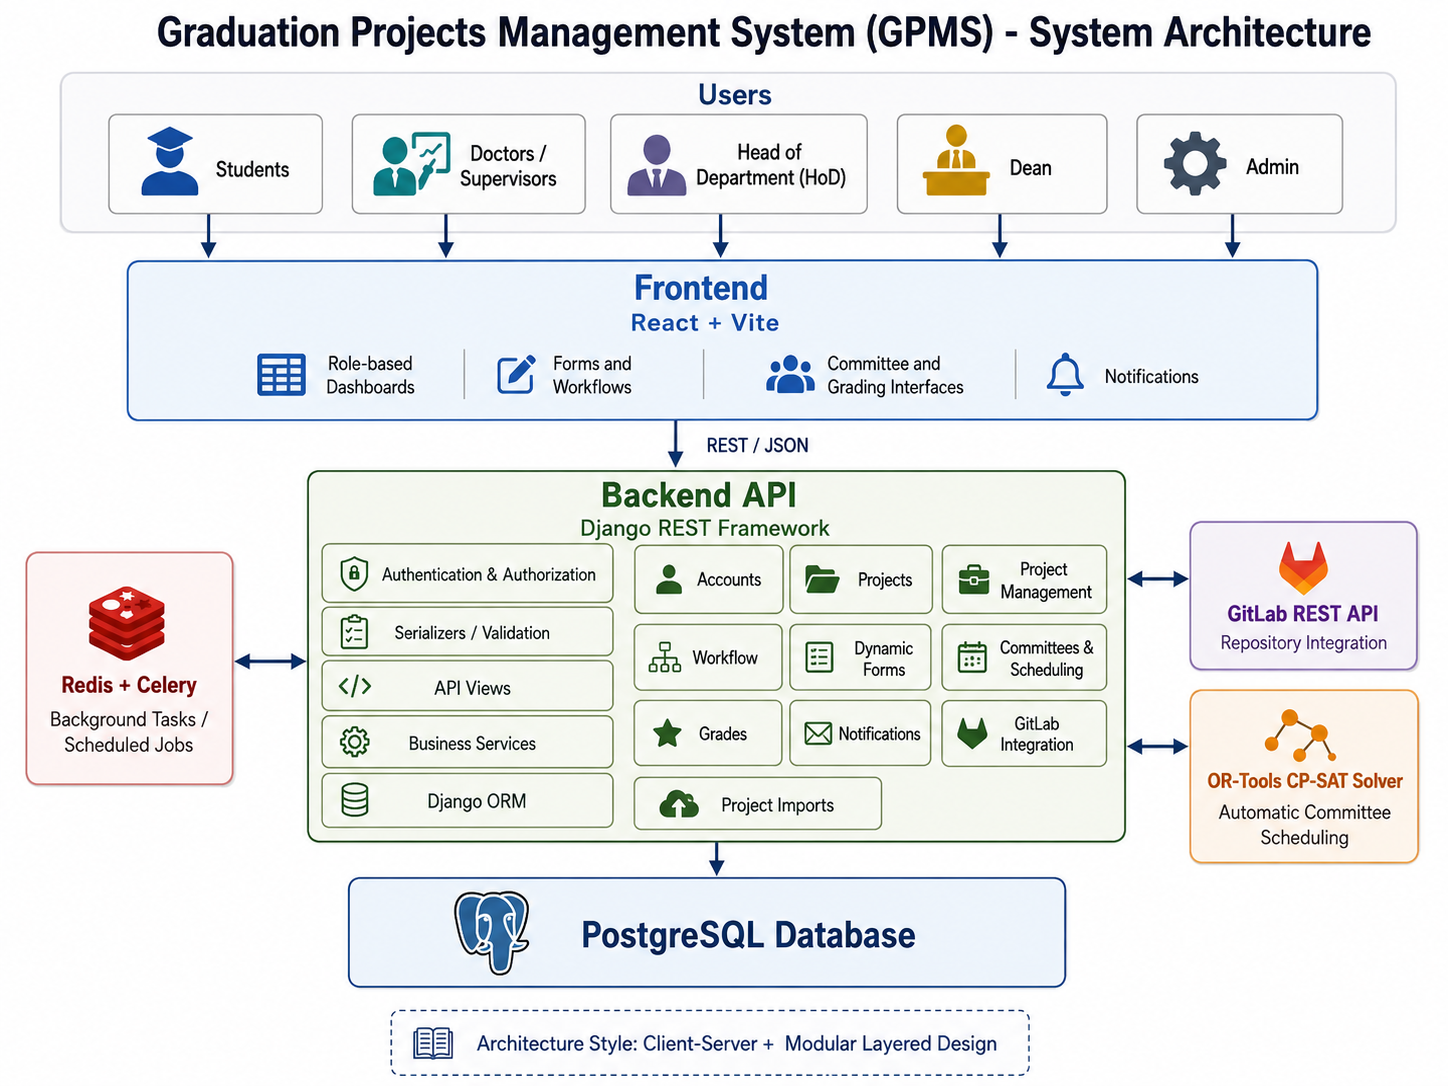 Graduation Projects Management System (GPMS) - System Architecture
Users
Students
Doctors /
Supervisors
Head of
Department (HoD)
Dean
Admin
Frontend
React + Vite
Role-based
Dashboards
Forms and
Workflows
Committee and
Grading Interfaces
Notifications
REST / JSON
Backend API
Django REST Framework
Authentication & Authorization
Serializers / Validation
API Views
Business Services
Django ORM
Accounts
Projects
Project
Management
Workflow
Dynamic
Forms
Committees &
Scheduling
Grades
Notifications
GitLab
Integration
Project Imports
Redis + Celery
Background Tasks /
Scheduled Jobs
GitLab REST API
Repository Integration
OR-Tools CP-SAT Solver
Automatic Committee
Scheduling
PostgreSQL Database
Architecture Style: Client-Server + Modular Layered Design